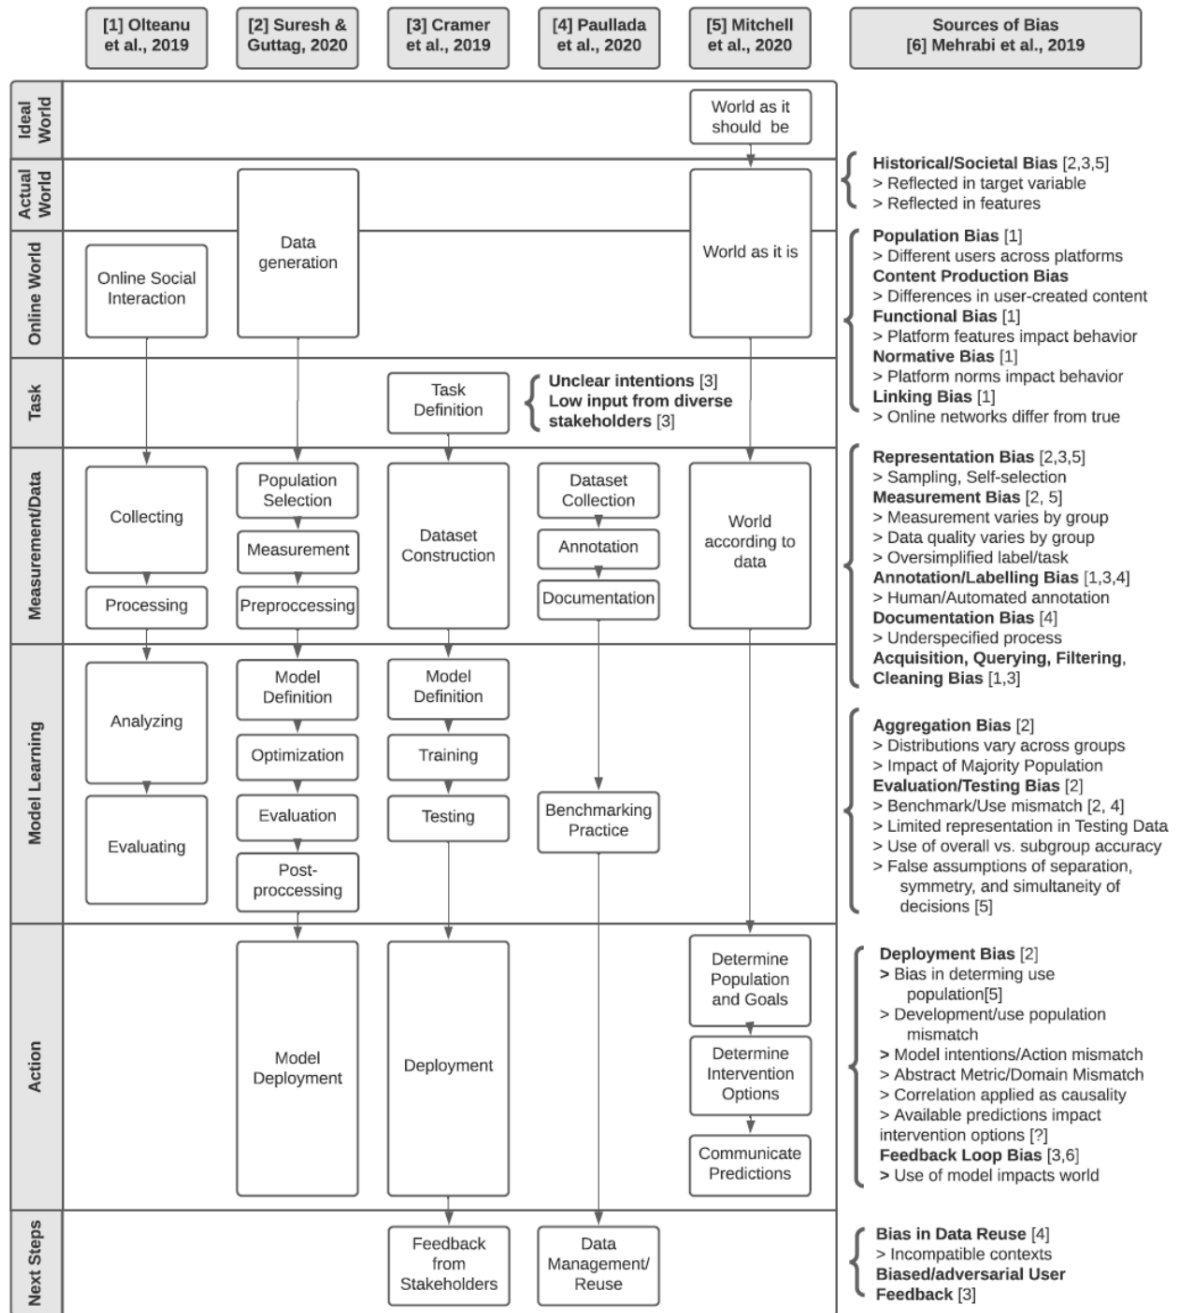 [1] Olteanu
et al., 2019
[2] Suresh &
Guttag, 2020
[3] Cramer
et al., 2019
[4] Paullada
et al., 2020
[5] Mitchell
et al., 2020
Sources of Bias
[6] Mehrabi et al., 2019
Ideal
World
World as it
should be
Actual
World
Historical/Societal Bias [2,3,5]
> Reflected in target variable
> Reflected in features
Online World
Online Social
Interaction
Data
generation
World as it is
Population Bias [1]
> Different users across platforms
Content Production Bias
> Differences in user-created content
Functional Bias [1]
> Platform features impact behavior
Normative Bias [1]
> Platform norms impact behavior
Linking Bias [1]
> Online networks differ from true
Task
Task
Definition
Unclear intentions [3]
Low input from diverse
stakeholders [3]
Measurement/Data
Collecting
Processing
Population
Selection
Measurement
Preproccessing
Dataset
Construction
Dataset
Collection
Annotation
Documentation
World
according to
data
Representation Bias [2,3,5]
> Sampling, Self-selection
Measurement Bias [2, 5]
> Measurement varies by group
> Data quality varies by group
> Oversimplified label/task
Annotation/Labelling Bias [1,3,4]
> Human/Automated annotation
Documentation Bias [4]
> Underspecified process
Acquisition, Querying, Filtering,
Cleaning Bias [1,3]
Model Learning
Analyzing
Evaluating
Model
Definition
Optimization
Evaluation
Post-
proccessing
Model
Definition
Training
Testing
Benchmarking
Practice
Aggregation Bias [2]
> Distributions vary across groups
> Impact of Majority Population
Evaluation/Testing Bias [2]
> Benchmark/Use mismatch [2, 4]
> Limited representation in Testing Data
> Use of overall vs. subgroup accuracy
> False assumptions of separation,
symmetry, and simultaneity of
decisions [5]
Action
Model
Deployment
Deployment
Determine
Population
and Goals
Determine
Intervention
Options
Communicate
Predictions
Deployment Bias [2]
> Bias in determing use
population[5]
> Development/use population
mismatch
> Model intentions/Action mismatch
> Abstract Metric/Domain Mismatch
> Correlation applied as causality
> Available predictions impact
intervention options [?]
Feedback Loop Bias [3,6]
> Use of model impacts world
Next Steps
Feedback
from
Stakeholders
Data
Management/
Reuse
Bias in Data Reuse [4]
> Incompatible contexts
Biased/adversarial User
Feedback [3]